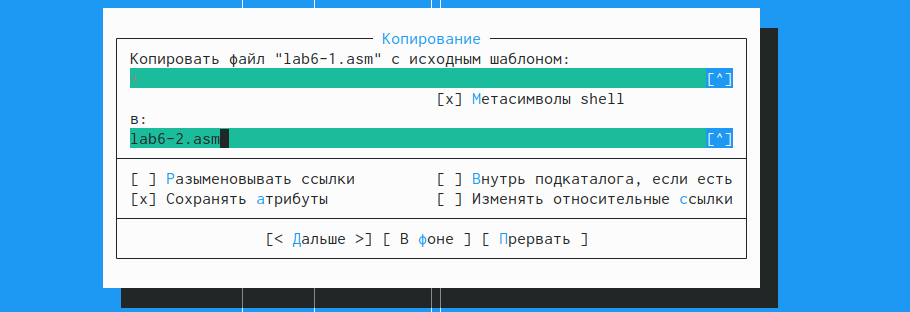 Копирование
Копировать файл "lab6-1.asm" с исходным шаблоном:
* [^]
[x] Метасимволы shell
в:
lab6-2.asm [^]
[ ] Разыменовывать ссылки [ ] Внутрь подкаталога, если есть
[x] Сохранять атрибуты [ ] Изменять относительные ссылки
[< Дальше >] [ В фоне ] [ Прервать ]